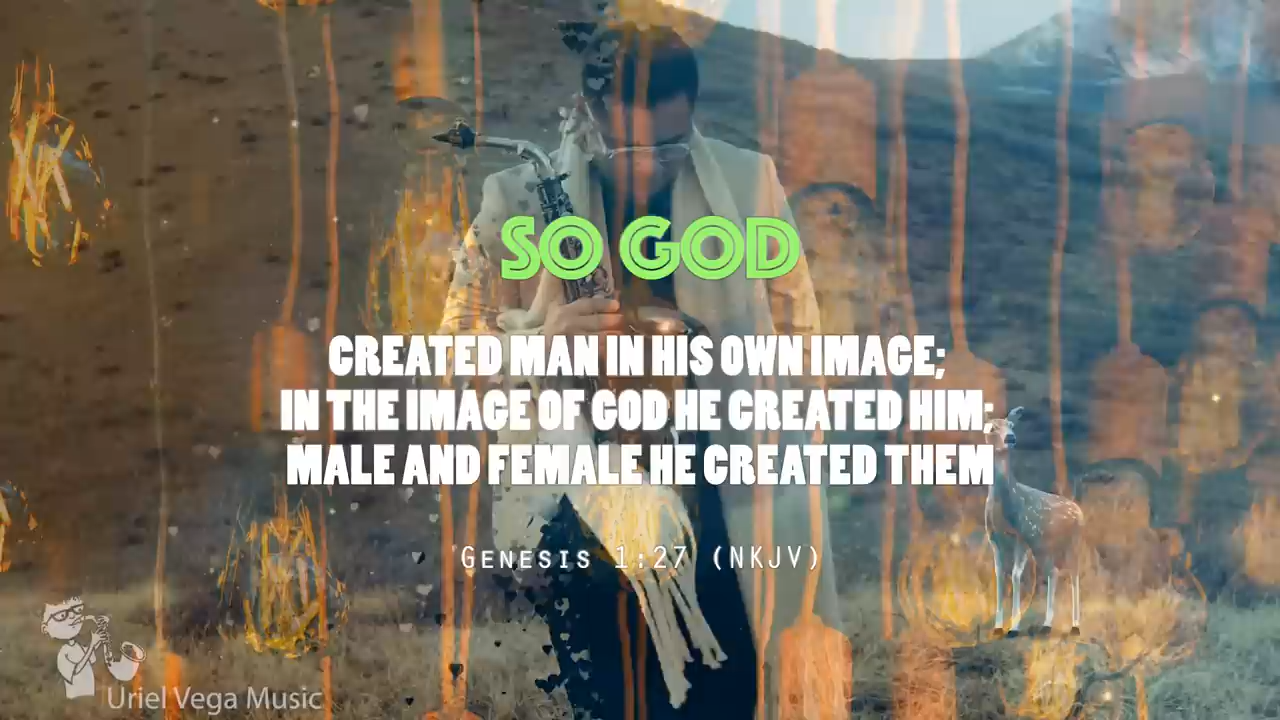 SO GOD
CREATED MAN IN HIS OWN IMAGE;
IN THE IMAGE OF GOD HE CREATED HIM;
MALE AND FEMALE HE CREATED THEM
Genesis 1:27 (NKJV)
Uriel Vega Music